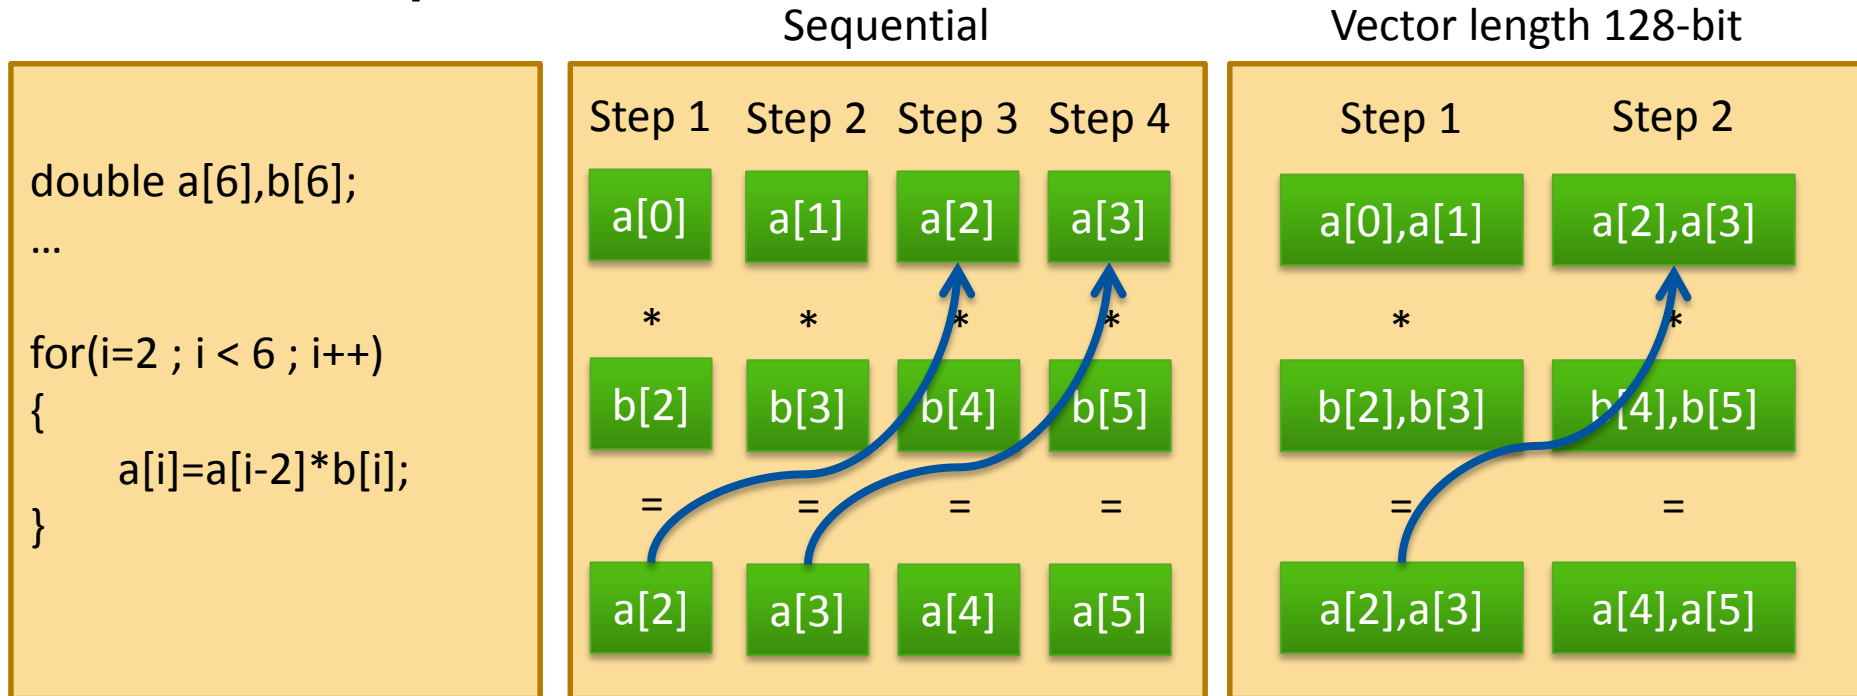 Sequential
Vector length 128-bit
double a[6],b[6];
...
for(i=2 ; i < 6 ; i++)
{
a[i]=a[i-2]*b[i];
}
Step 1 Step 2 Step 3 Step 4
a[0] a[1] a[2] a[3]
* * * *
b[2] b[3] b[4] b[5]
= = = =
a[2] a[3] a[4] a[5]
Step 1 Step 2
a[0],a[1] a[2],a[3]
* *
b[2],b[3] b[4],b[5]
= =
a[2],a[3] a[4],a[5]